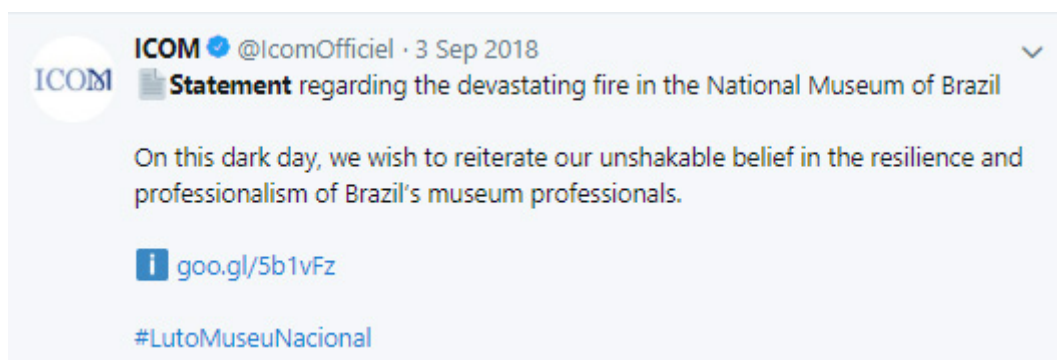 ICOM @IcomOfficiel · 3 Sep 2018
ICOM
Statement regarding the devastating fire in the National Museum of Brazil
On this dark day, we wish to reiterate our unshakable belief in the resilience and
professionalism of Brazil's museum professionals.
i goo.gl/5b1vFz
#LutoMuseuNacional